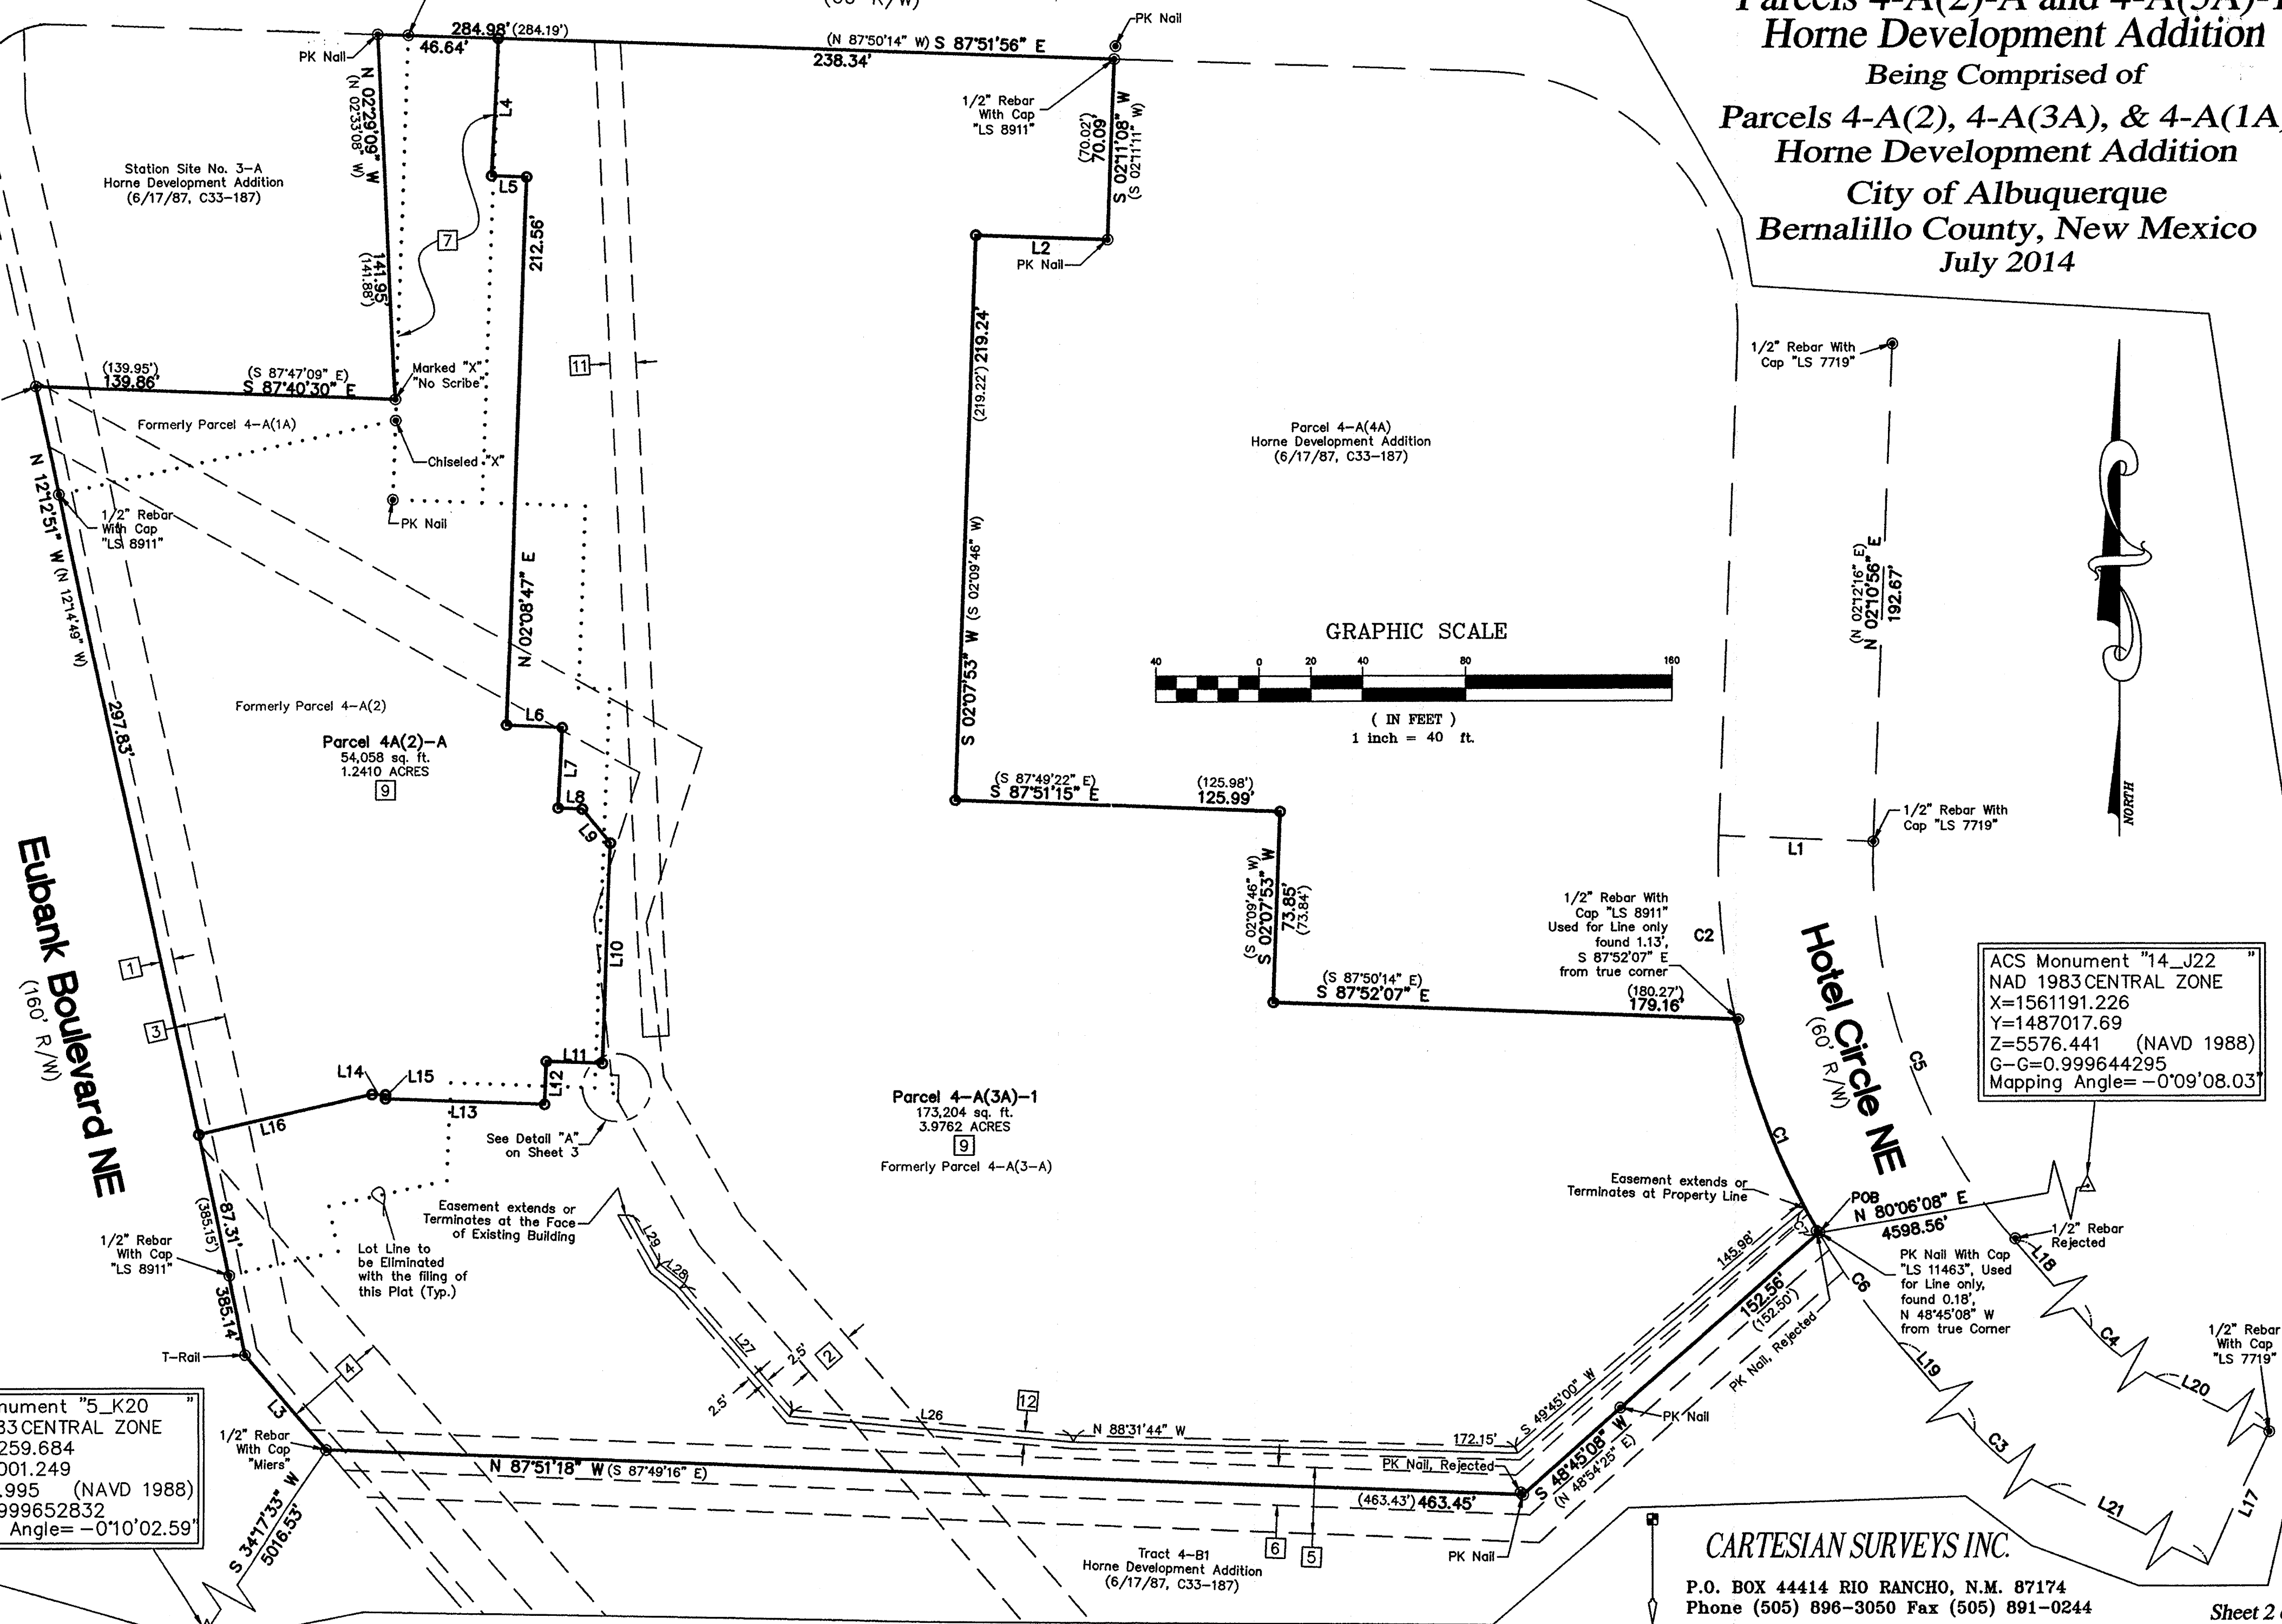 Horne Development Addition
Being Comprised of
Parcels 4-A(2), 4-A(3A), & 4-A(1A
Horne Development Addition
City of Albuquerque
Bernalillo County, New Mexico
July 2014
PK Nail
284.98' (284.19')
46.64'
PK Nail
(N 87°50'14" W) S 87°51'56" E
238.34'
1/2" Rebar
With Cap
"LS 8911"
(70.02')
70.09'
S 02°11'08" W
(S 02°11'11" W)
N 02°29'09" W
(N 02°33'08" W)
141.95'
(141.88')
L4
L5
7
212.56'
N 02°08'47" E
Station Site No. 3-A
Horne Development Addition
(6/17/87, C33-187)
L2
PK Nail
(219.22') 219.24'
S 02°07'53" W (S 02°09'46" W)
11
(139.95')
139.86'
(S 87°47'09" E)
S 87°40'30" E
Marked "X"
"No Scribe"
Formerly Parcel 4-A(1A)
Chiseled "X"
PK Nail
1/2" Rebar
With Cap
"LS 8911"
N 12°12'51" W (N 12°14'49" W)
297.83'
Parcel 4-A(4A)
Horne Development Addition
(6/17/87, C33-187)
1/2" Rebar With
Cap "LS 7719"
(N 02°12'16" E)
N 02°10'56" E
192.67'
NORTH
GRAPHIC SCALE
40 0 20 40 80 160
( IN FEET )
1 inch = 40 ft.
Formerly Parcel 4-A(2)
Parcel 4A(2)-A
54,058 sq. ft.
1.2410 ACRES
9
L6
L7
L8
L9
L10
(S 87°49'22" E)
S 87°51'15" E
(125.98')
125.99'
(S 02°09'46" W)
S 02°07'53" W
73.85'
(73.84')
1/2" Rebar With
Cap "LS 7719"
L1
1/2" Rebar With
Cap "LS 8911"
Used for Line only
found 1.13',
S 87°52'07" E
from true corner
C2
(S 87°50'14" E)
S 87°52'07" E
(180.27')
179.16'
Hotel Circle NE
(60' R/W)
C5
C1
ACS Monument "14_J22 "
NAD 1983 CENTRAL ZONE
X=1561191.226
Y=1487017.69
Z=5576.441 (NAVD 1988)
G-G=0.999644295
Mapping Angle= -0°09'08.03"
Eubank Boulevard NE
(160' R/W)
1
3
L14
L15
L11
L12
L13
L16
See Detail "A"
on Sheet 3
Parcel 4-A(3A)-1
173,204 sq. ft.
3.9762 ACRES
9
Formerly Parcel 4-A(3-A)
Easement extends or
Terminates at Property Line
POB
N 80°06'08" E
4598.56'
1/2" Rebar
Rejected
PK Nail With Cap
"LS 11463", Used
for Line only,
found 0.18',
N 48°45'08" W
from true Corner
C7
C6
L18
C4
L19
L20
C3
L21
L17
1/2" Rebar
With Cap
"LS 7719"
87.31'
(385.15')
385.14'
1/2" Rebar
With Cap
"LS 8911"
Lot Line to
be Eliminated
with the filing of
this Plat (Typ.)
Easement extends or
Terminates at the Face
of Existing Building
L29
L28
L27
2.5'
2.5'
2
L26
12
N 88°31'44" W
172.15'
S 49°45'00" W
145.98'
152.56'
(152.50')
PK Nail, Rejected
PK Nail
PK Nail, Rejected
S 48°45'08" W
(N 48°54'25" E)
T-Rail
4
L3
1/2" Rebar
With Cap
"Miers"
N 87°51'18" W (S 87°49'16" E)
(463.43') 463.45'
S 34°17'33" W
5016.53'
nument "5_K20 "
83 CENTRAL ZONE
259.684
001.249
.995 (NAVD 1988)
999652832
Angle= -0°10'02.59"
6
5
PK Nail
Tract 4-B1
Horne Development Addition
(6/17/87, C33-187)
CARTESIAN SURVEYS INC.
P.O. BOX 44414 RIO RANCHO, N.M. 87174
Phone (505) 896-3050 Fax (505) 891-0244
Sheet 2